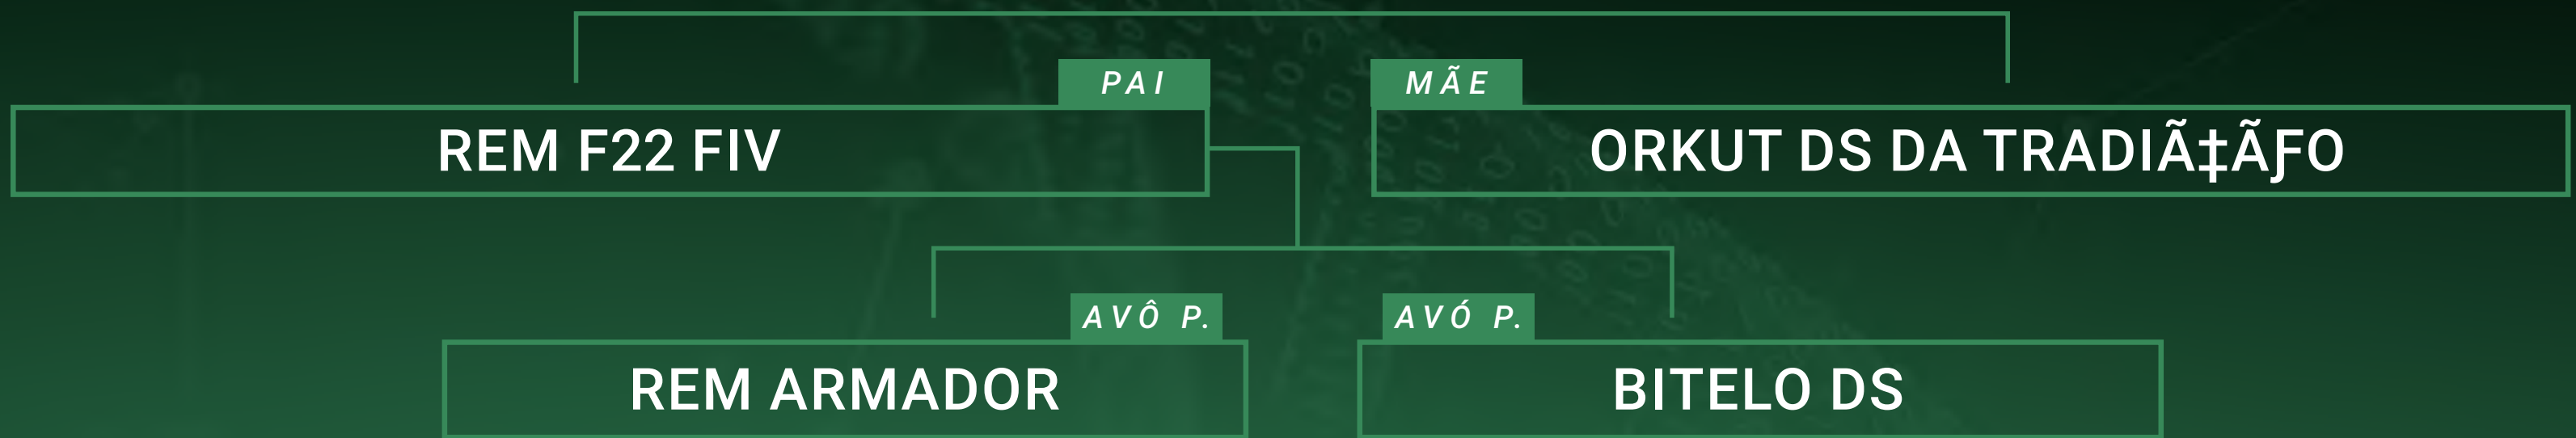 PAI
MÃE
REM F22 FIV
ORKUT DS DA TRADIÃ‡ÃƑO
AVÔ P.
AVÓ P.
REM ARMADOR
BITELO DS